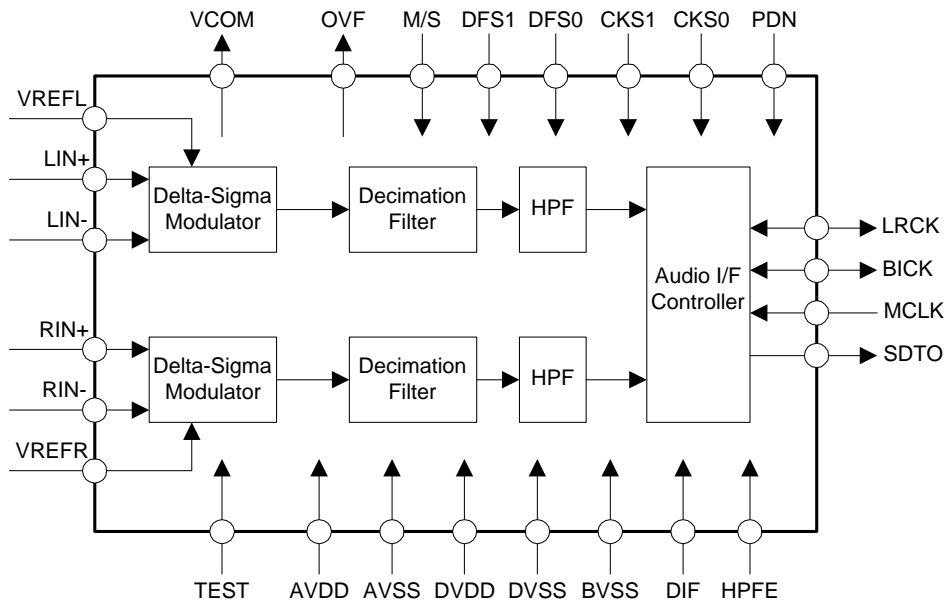 VCOM OVF M/S DFS1 DFS0 CKS1 CKS0 PDN
VREFL
LIN+
LIN-
Delta-Sigma
Modulator
Decimation
Filter
HPF
Audio I/F
Controller
LRCK
BICK
MCLK
SDTO
RIN+
RIN-
VREFR
Delta-Sigma
Modulator
Decimation
Filter
HPF
TEST AVDD AVSS DVDD DVSS BVSS DIF HPFE